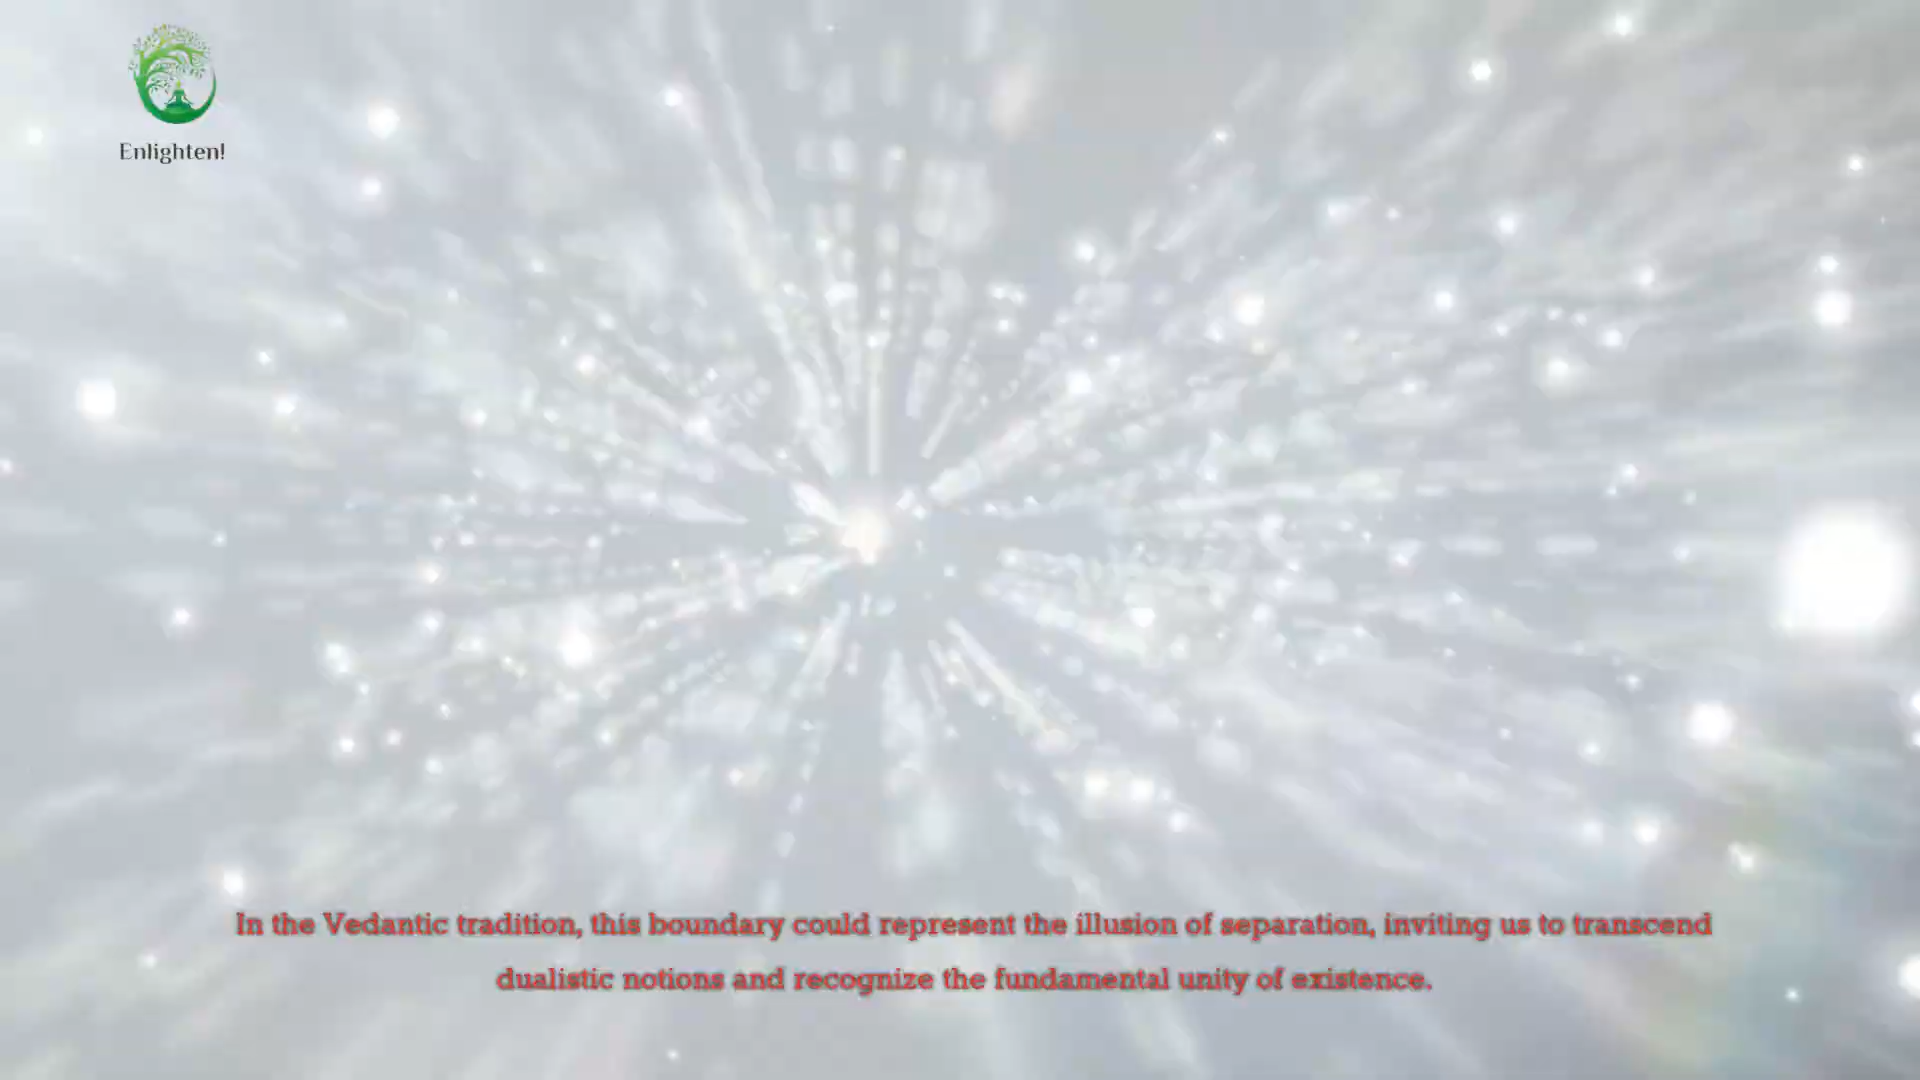 Enlighten!
In the Vedantic tradition, this boundary could represent the illusion of separation, inviting us to transcend
dualistic notions and recognize the fundamental unity of existence.